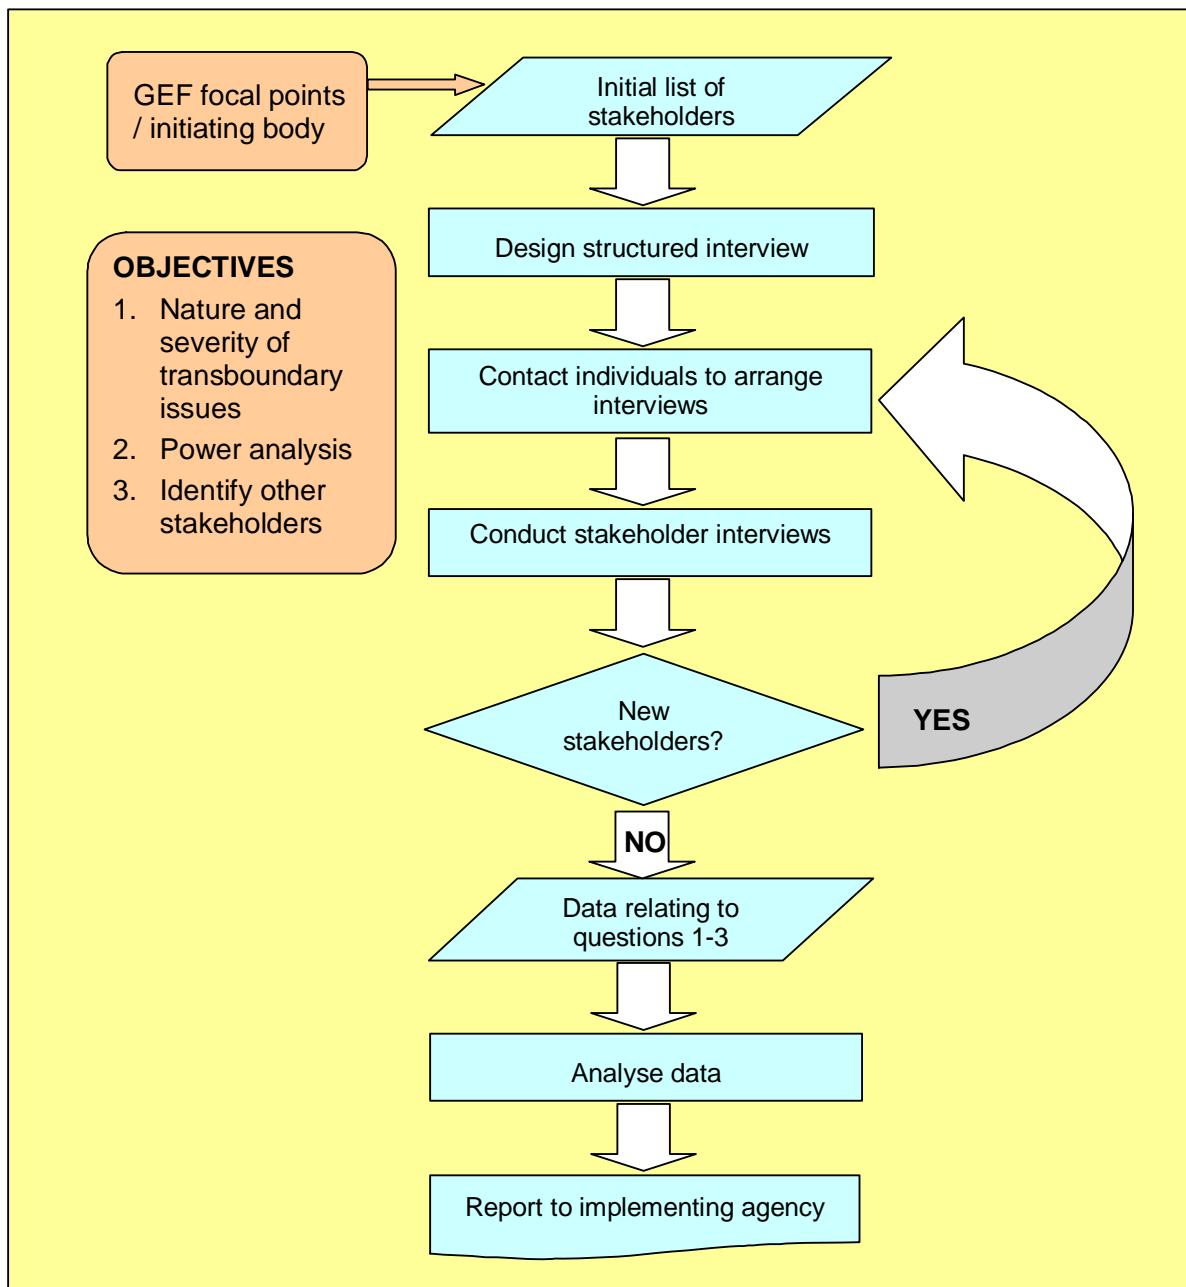 GEF focal points
/ initiating body
Initial list of
stakeholders
Design structured interview
OBJECTIVES
1. Nature and
severity of
transboundary
issues
2. Power analysis
3. Identify other
stakeholders
Contact individuals to arrange
interviews
Conduct stakeholder interviews
New
stakeholders?
YES
NO
Data relating to
questions 1-3
Analyse data
Report to implementing agency